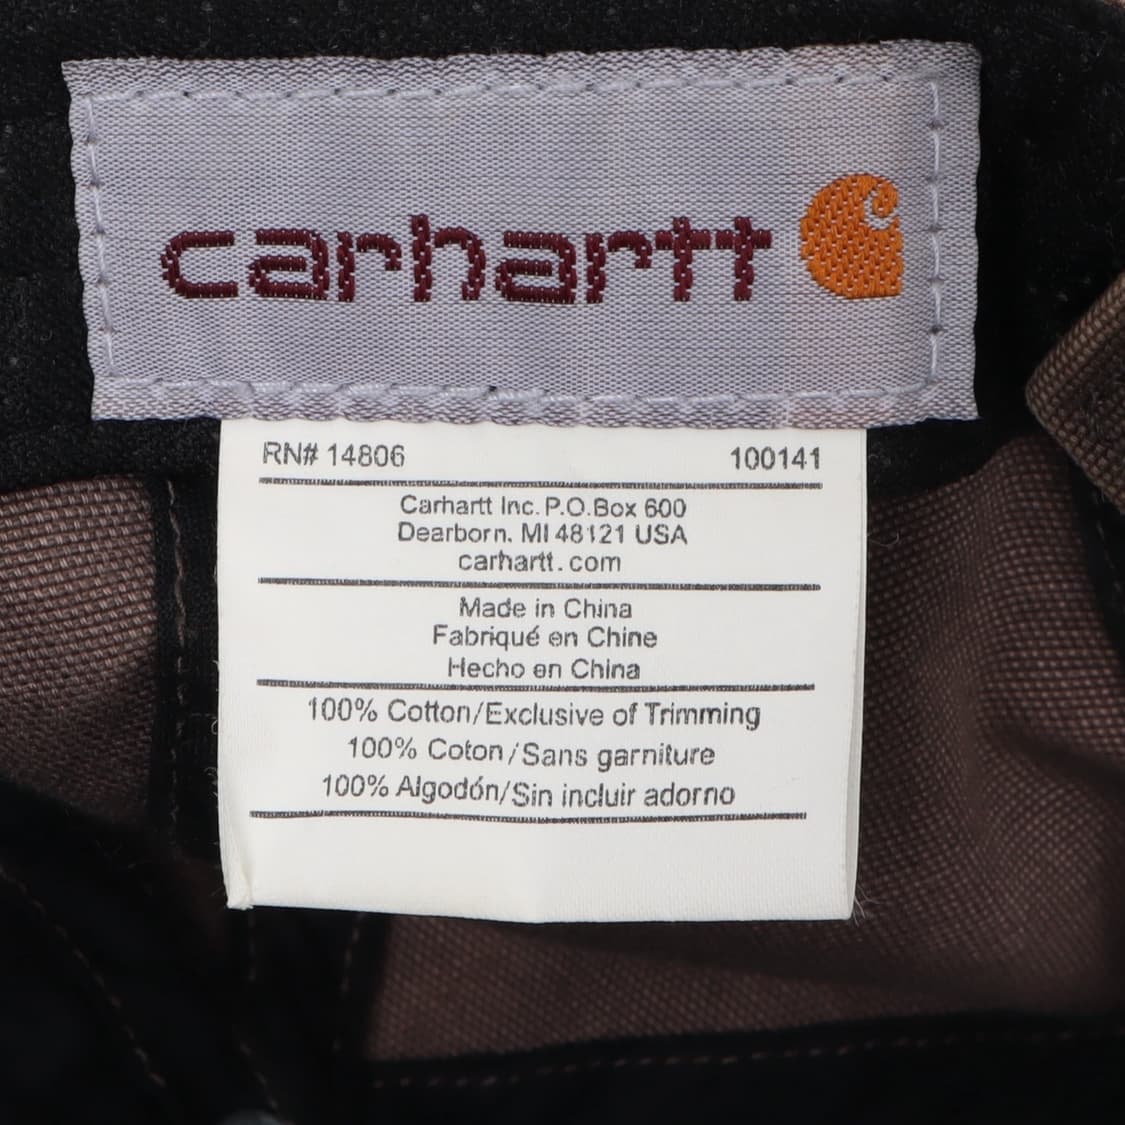 carhartt
RN# 14806 100141
Carhartt Inc. P.O.Box 600
Dearborn. MI 48121 USA
carhartt.com
Made in China
Fabriqué en Chine
Hecho en China
100% Cotton/Exclusive of Trimming
100% Coton/Sans garniture
100% Algodón/Sin incluir adorno